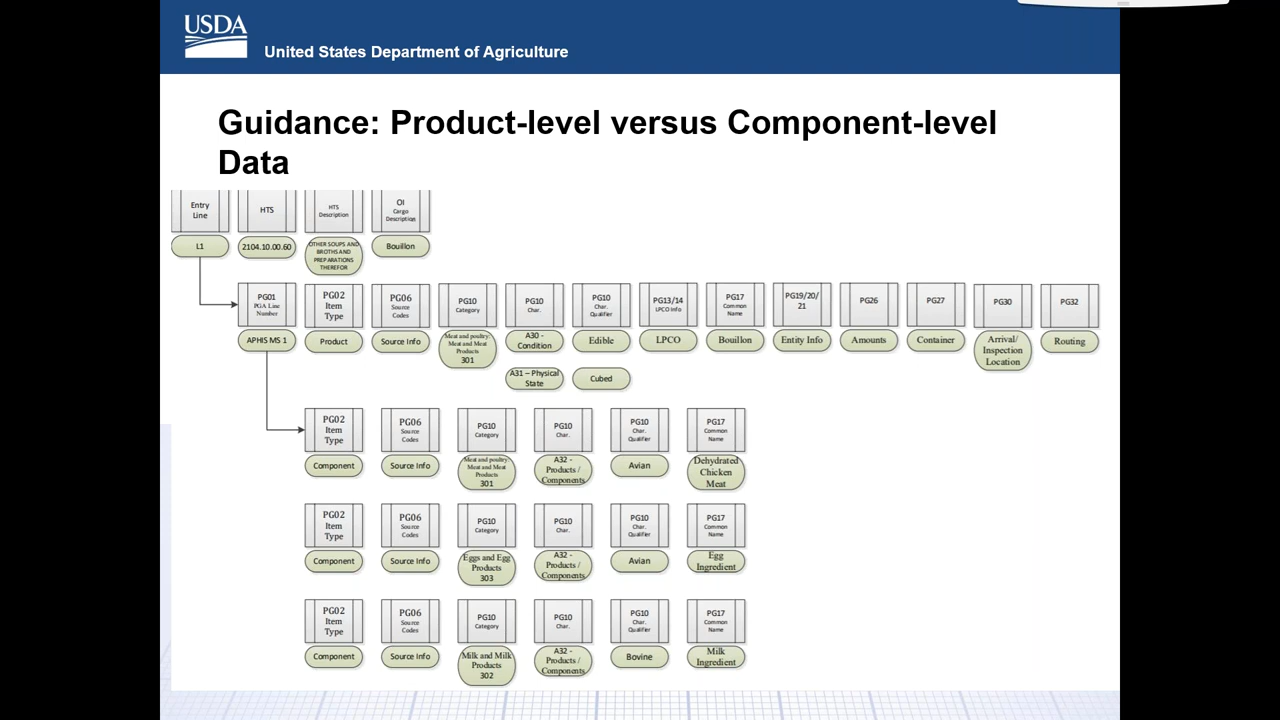 USDA
United States Department of Agriculture
Guidance: Product-level versus Component-level
Data
Entry
Line
HTS
HTS
Description
OI
Cargo
Description
L1
2104.10.00.60
OTHER SOUPS AND
BROTHS AND
PREPARATIONS
THEREFOR
Bouillon
PG01
PGA Line
Number
PG02
Item
Type
PG06
Source
Codes
PG10
Category
PG10
Char.
PG10
Char.
Qualifier
PG13/14
LPCO Info
PG17
Common
Name
PG19/20/
21
PG26
PG27
PG30
PG32
APHIS MS 1
Product
Source Info
Meat and poultry:
Meat and Meat
Products
301
A30 -
Condition
Edible
LPCO
Bouillon
Entity Info
Amounts
Container
Arrival/
Inspection
Location
Routing
A31 – Physical
State
Cubed
PG02
Item
Type
PG06
Source
Codes
PG10
Category
PG10
Char.
PG10
Char.
Qualifier
PG17
Common
Name
Component
Source Info
Meat and poultry:
Meat and Meat
Products
301
A32 -
Products /
Components
Avian
Dehydrated
Chicken
Meat
PG02
Item
Type
PG06
Source
Codes
PG10
Category
PG10
Char.
PG10
Char.
Qualifier
PG17
Common
Name
Component
Source Info
Eggs and Egg
Products
303
A32 -
Products /
Components
Avian
Egg
Ingredient
PG02
Item
Type
PG06
Source
Codes
PG10
Category
PG10
Char.
PG10
Char.
Qualifier
PG17
Common
Name
Component
Source Info
Milk and Milk
Products
302
A32 -
Products /
Components
Bovine
Milk
Ingredient